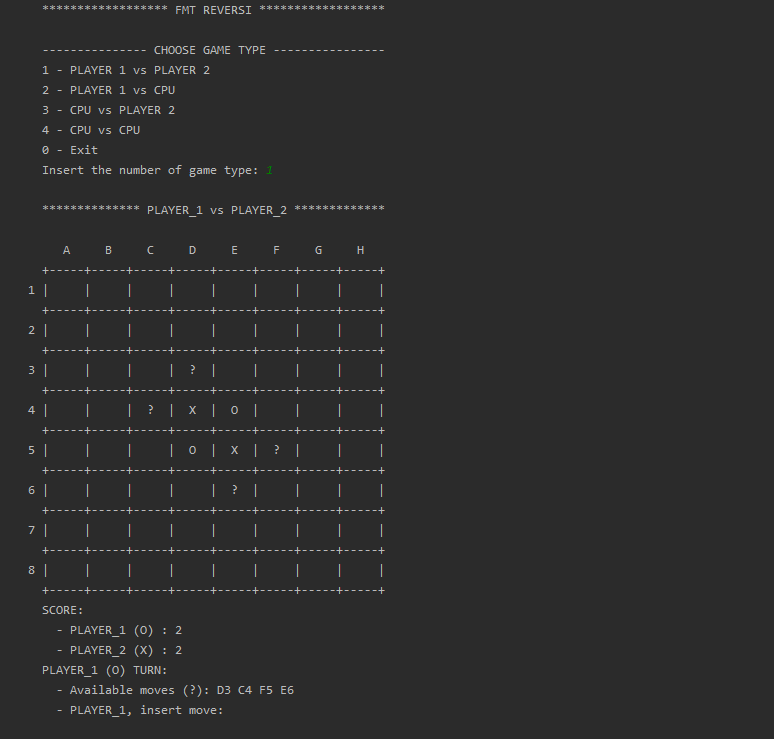 ****************** FMT REVERSI ******************
--------------- CHOOSE GAME TYPE ----------------
1 - PLAYER 1 vs PLAYER 2
2 - PLAYER 1 vs CPU
3 - CPU vs PLAYER 2
4 - CPU vs CPU
0 - Exit
Insert the number of game type: 1
************** PLAYER_1 vs PLAYER_2 *************
     A     B     C     D     E     F     G     H
  +-----+-----+-----+-----+-----+-----+-----+-----+
1 |     |     |     |     |     |     |     |     |
  +-----+-----+-----+-----+-----+-----+-----+-----+
2 |     |     |     |     |     |     |     |     |
  +-----+-----+-----+-----+-----+-----+-----+-----+
3 |     |     |     |  ?  |     |     |     |     |
  +-----+-----+-----+-----+-----+-----+-----+-----+
4 |     |     |  ?  |  X  |  O  |     |     |     |
  +-----+-----+-----+-----+-----+-----+-----+-----+
5 |     |     |     |  O  |  X  |  ?  |     |     |
  +-----+-----+-----+-----+-----+-----+-----+-----+
6 |     |     |     |     |  ?  |     |     |     |
  +-----+-----+-----+-----+-----+-----+-----+-----+
7 |     |     |     |     |     |     |     |     |
  +-----+-----+-----+-----+-----+-----+-----+-----+
8 |     |     |     |     |     |     |     |     |
  +-----+-----+-----+-----+-----+-----+-----+-----+
SCORE:
  - PLAYER_1 (O) : 2
  - PLAYER_2 (X) : 2
PLAYER_1 (O) TURN:
  - Available moves (?): D3 C4 F5 E6
  - PLAYER_1, insert move: